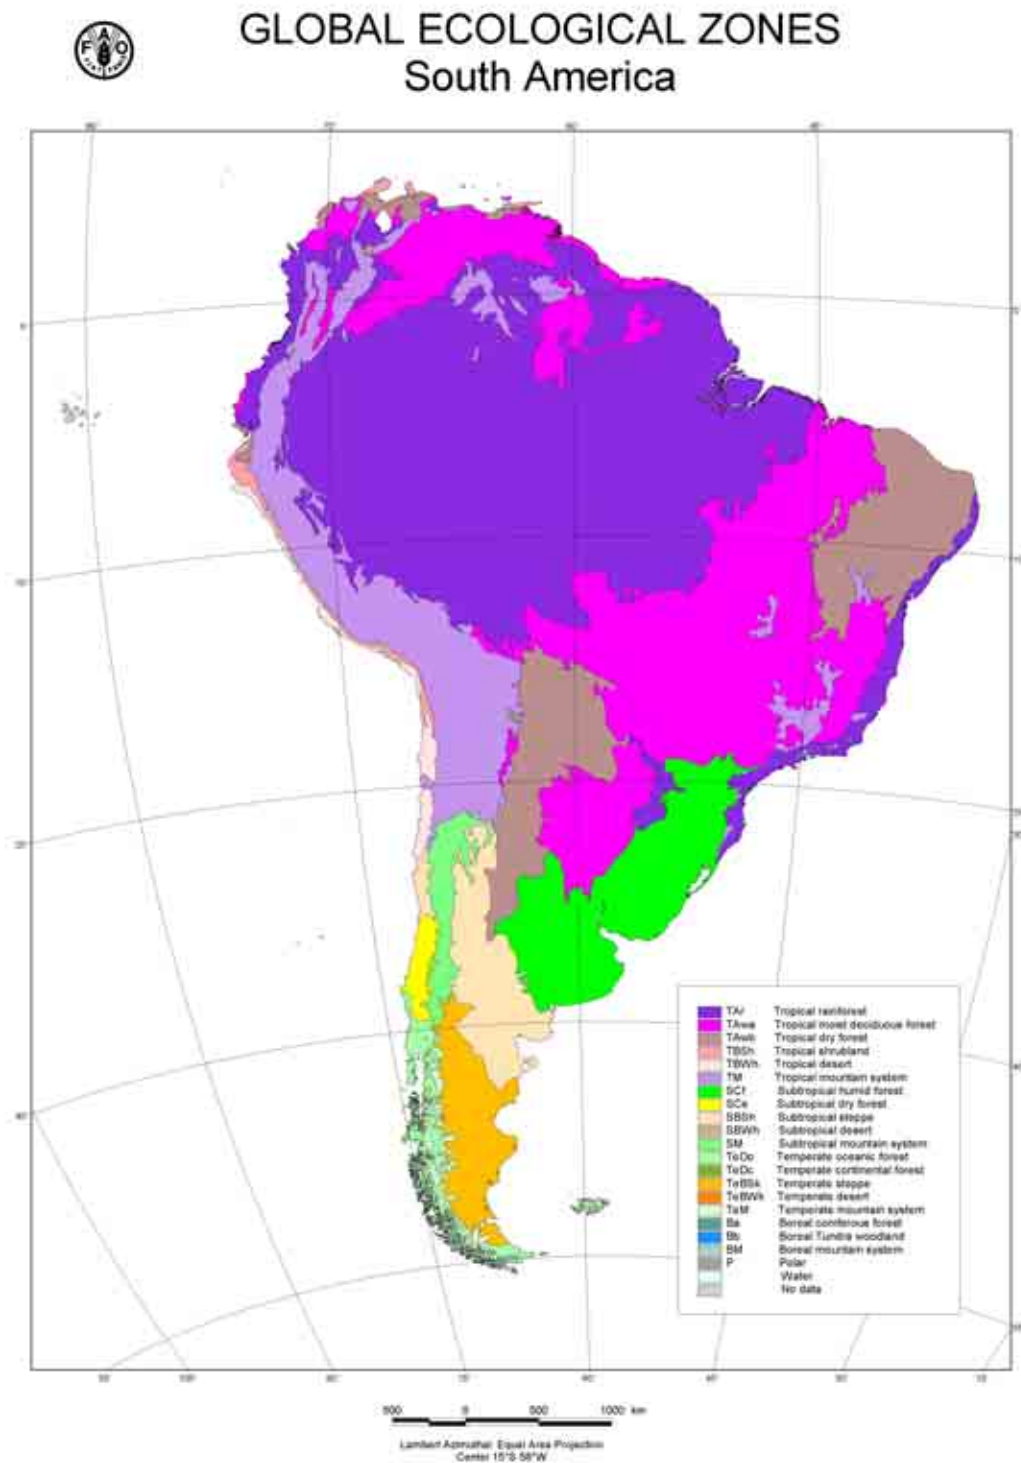 GLOBAL ECOLOGICAL ZONES
South America
FAO
TAr Tropical rainforest
TAwa Tropical moist deciduous forest
TAwb Tropical dry forest
TBSh Tropical shrubland
TBWh Tropical desert
TM Tropical mountain system
SCf Subtropical humid forest
SCs Subtropical dry forest
SBSh Subtropical steppe
SBWh Subtropical desert
SM Subtropical mountain system
TeDo Temperate oceanic forest
TeDc Temperate continental forest
TeBSk Temperate steppe
TeBWk Temperate desert
TeM Temperate mountain system
Ba Boreal coniferous forest
Bb Boreal Tundra woodland
BM Boreal mountain system
P Polar
Water
No data
500 0 500 1000 km
Lambert Azimuthal Equal Area Projection
Center 15°S 58°W